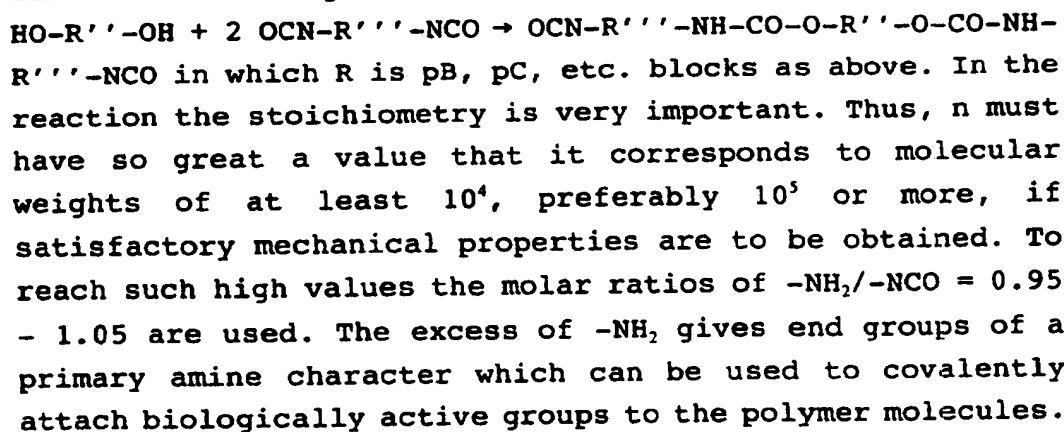 HO-R''-OH + 2 OCN-R'''-NCO → OCN-R'''-NH-CO-O-R''-O-CO-NH-
R'''-NCO in which R is pB, pC, etc. blocks as above. In the
reaction the stoichiometry is very important. Thus, n must
have so great a value that it corresponds to molecular
weights of at least 10⁴, preferably 10⁵ or more, if
satisfactory mechanical properties are to be obtained. To
reach such high values the molar ratios of -NH₂/-NCO = 0.95
- 1.05 are used. The excess of -NH₂ gives end groups of a
primary amine character which can be used to covalently
attach biologically active groups to the polymer molecules.